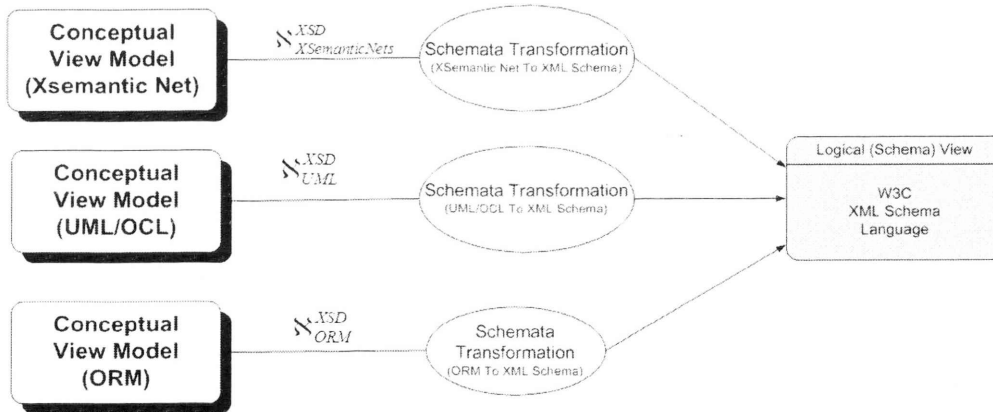 Conceptual
View Model
(Xsemantic Net)
ℵ XSD XSemanticNets
Schemata Transformation
(XSemantic Net To XML Schema)
Conceptual
View Model
(UML/OCL)
ℵ XSD UML
Schemata Transformation
(UML/OCL To XML Schema)
Logical (Schema) View
W3C
XML Schema
Language
Conceptual
View Model
(ORM)
ℵ XSD ORM
Schemata
Transformation
(ORM To XML Schema)